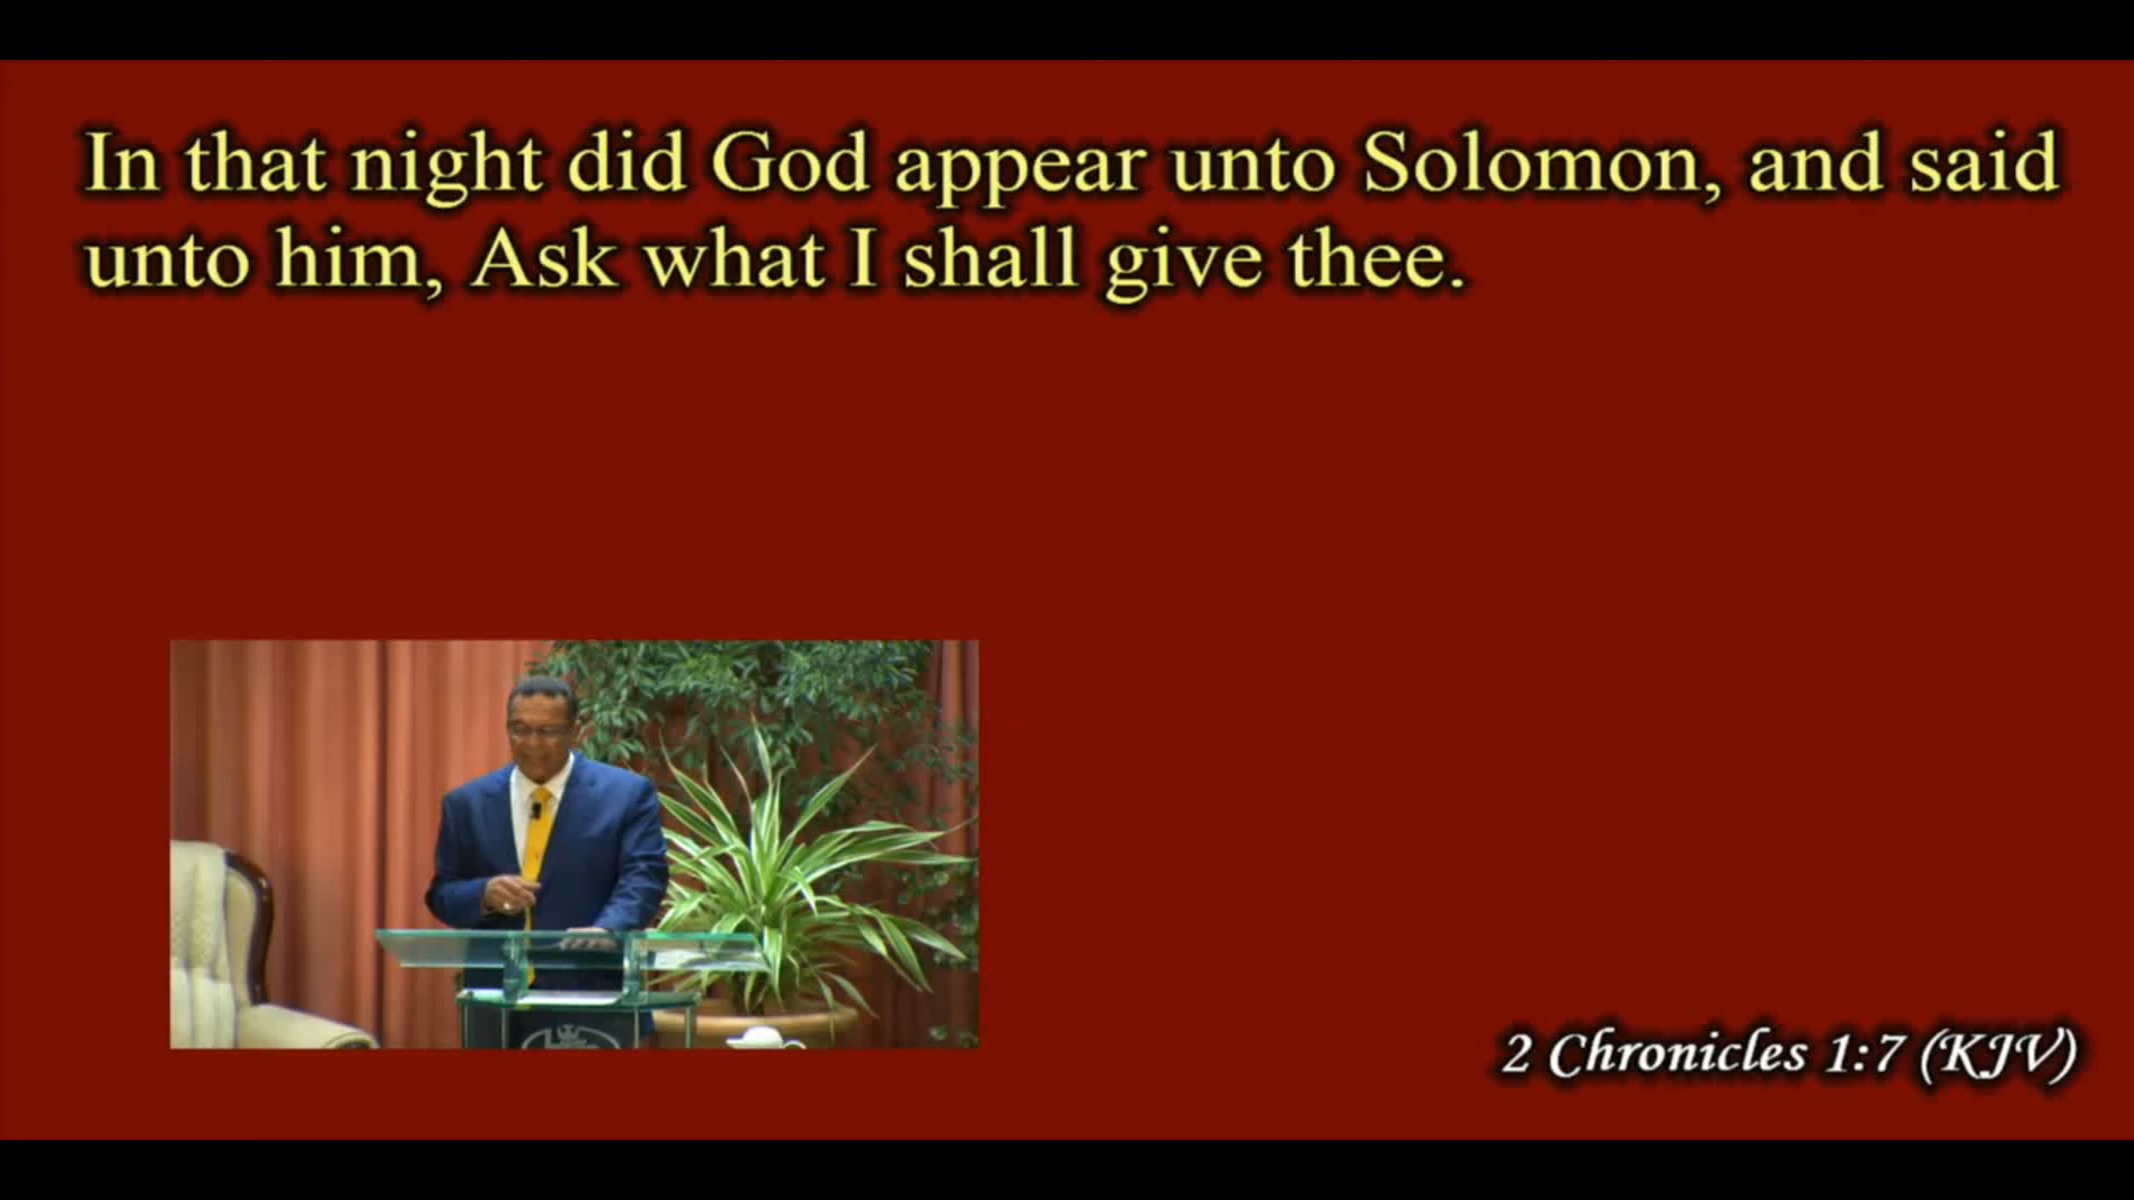 In that night did God appear unto Solomon, and said
unto him, Ask what I shall give thee.
2 Chronicles 1:7 (KJV)